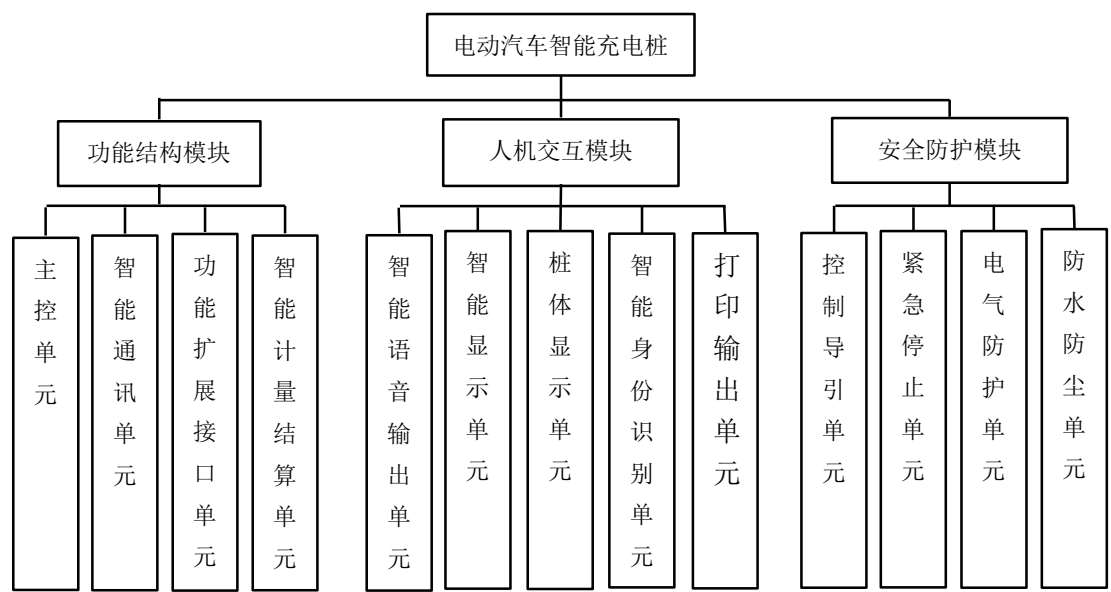 电动汽车智能充电桩
功能结构模块
人机交互模块
安全防护模块
主控单元
智能通讯单元
功能扩展接口单元
智能计量结算单元
智能语音输出单元
智能显示单元
桩体显示单元
智能身份识别单元
打印输出单元
控制导引单元
紧急停止单元
电气防护单元
防水防尘单元